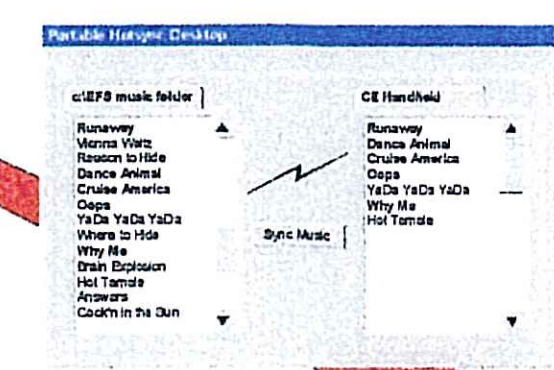 Portable Hotsync Desktop
c:\EFS music folder
Runaway
Vienna Waltz
Reason to Hide
Dance Animal
Cruise America
Oops
YaDa YaDa YaDa
Where to Hide
Why Me
Brain Explosion
Hot Tamale
Answers
Cook'n in the Sun
Sync Music
CE Handheld
Runaway
Dance Animal
Cruise America
Oops
YaDa YaDa YaDa
Why Me
Hot Tamale